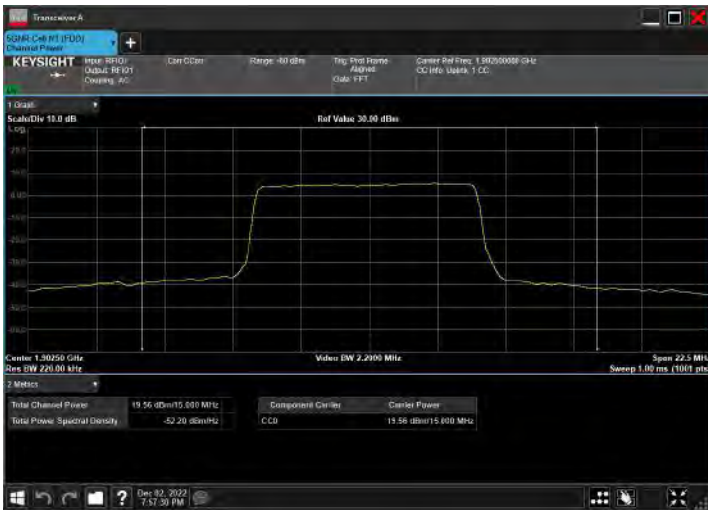 Transceiver A
5GNR Cell N1 (FDD)
Channel Power
KEYSIGHT
Input: RFIO1
Output: RFIO1
Coupling: AC
Corr CCorr
Range: -60 dBm
Trig: Prot Frame
Aligned
Gate: FFT
Carrier Ref Freq: 1.902500000 GHz
CC Info: Uplink, 1 CC
1 Graph
Scale/Div 10.0 dB
Ref Value 30.00 dBm
Log
Center 1.90250 GHz
Video BW 2.2000 MHz
Span 22.5 MHz
Res BW 220.00 kHz
Sweep 1.00 ms (1001 pts
2 Metrics
Total Channel Power
19.56 dBm/15.000 MHz
Total Power Spectral Density
-52.20 dBm/Hz
Component Carrier
Carrier Power
CC0
19.56 dBm/15.000 MHz
?
Dec 02, 2022
7:57:30 PM